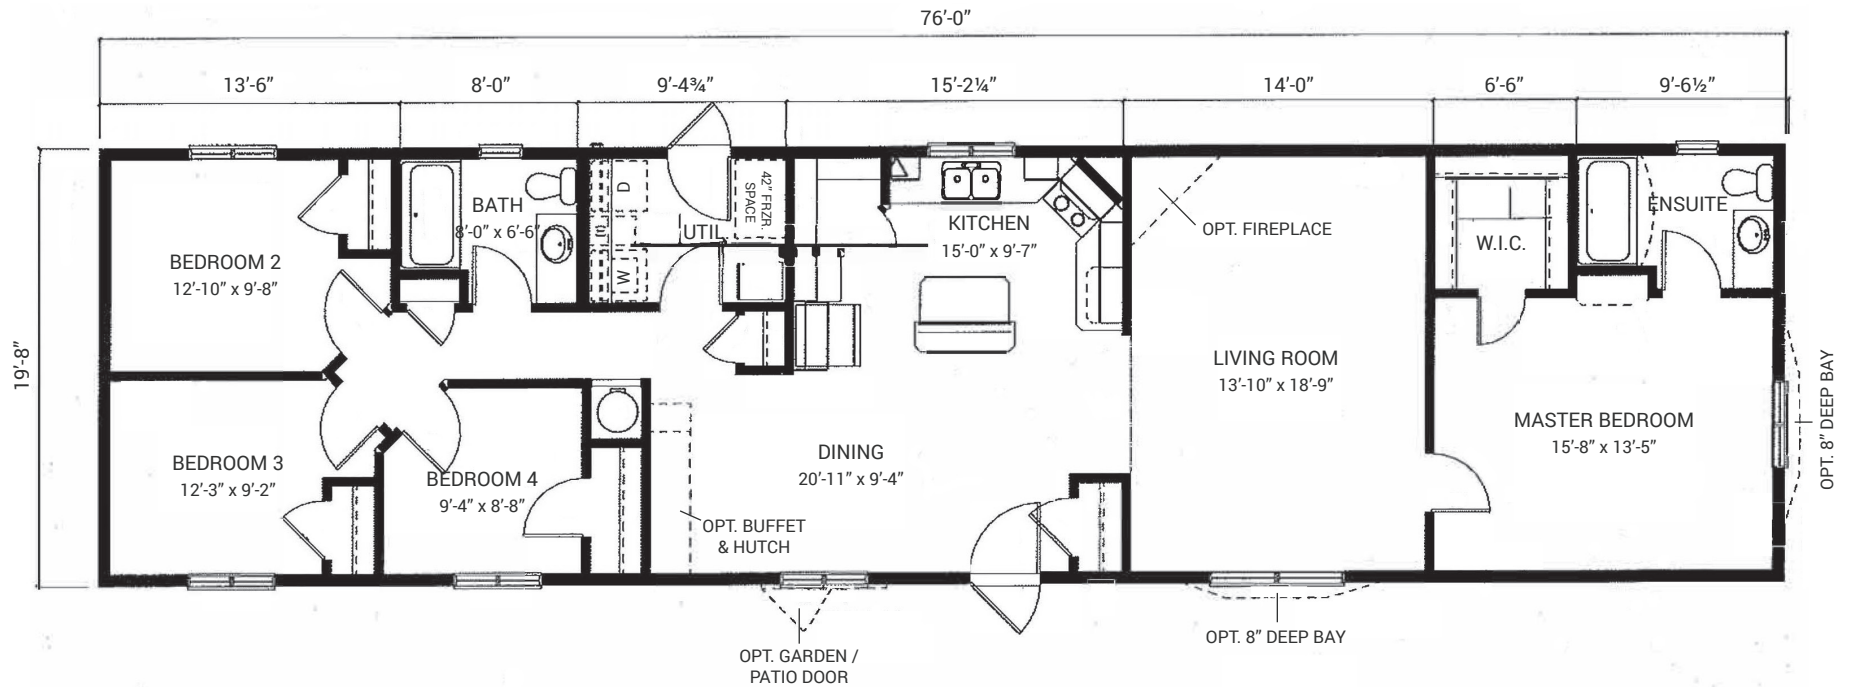 76’-0”
13’-6”
8’-0”
9’-4¾”
15’-2¼”
14’-0”
6’-6”
9’-6½”
19’-8”
BEDROOM 2
12’-10” x 9’-8”
BATH
8’-0” x 6’-6”
D
W
UTIL
42” FRZR.
SPACE
KITCHEN
15’-0” x 9’-7”
OPT. FIREPLACE
W.I.C.
ENSUITE
LIVING ROOM
13’-10” x 18’-9”
MASTER BEDROOM
15’-8” x 13’-5”
OPT. 8” DEEP BAY
BEDROOM 3
12’-3” x 9’-2”
BEDROOM 4
9’-4” x 8’-8”
DINING
20’-11” x 9’-4”
OPT. BUFFET
& HUTCH
OPT. GARDEN /
PATIO DOOR
OPT. 8” DEEP BAY